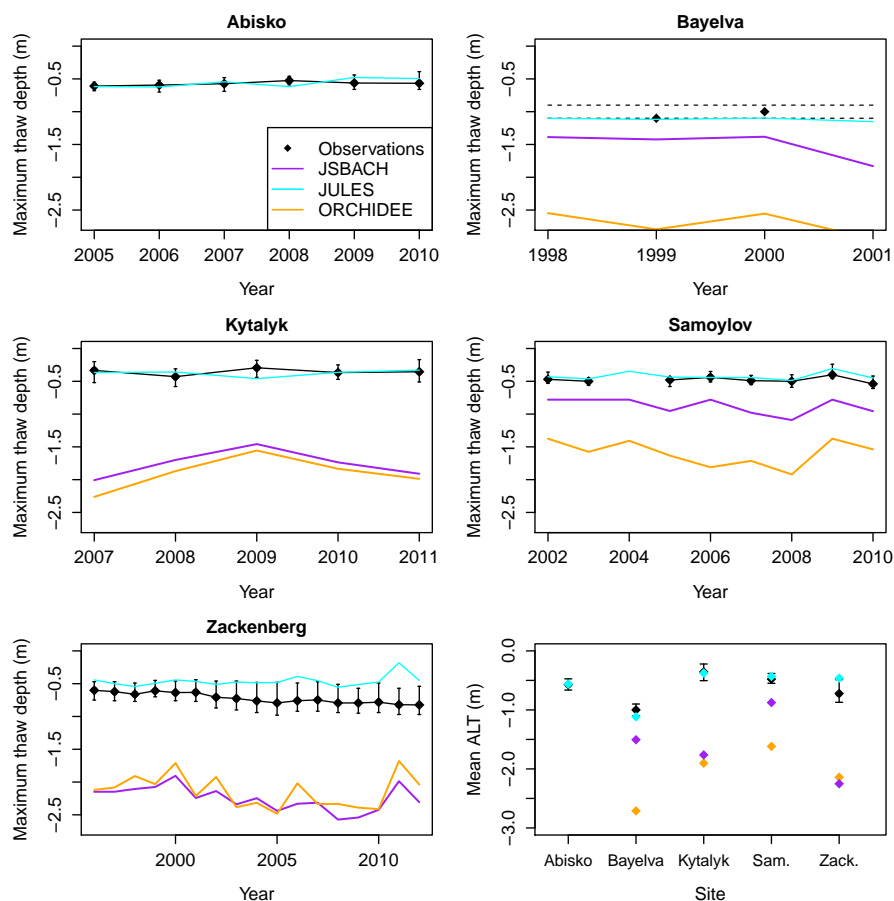 Abisko
Maximum thaw depth (m)
−0.5
−1.5
−2.5
Observations
JSBACH
JULES
ORCHIDEE
2005 2006 2007 2008 2009 2010
Year
Bayelva
Maximum thaw depth (m)
−0.5
−1.5
−2.5
1998 1999 2000 2001
Year
Kytalyk
Maximum thaw depth (m)
−0.5
−1.5
−2.5
2007 2008 2009 2010 2011
Year
Samoylov
Maximum thaw depth (m)
−0.5
−1.5
−2.5
2002 2004 2006 2008 2010
Year
Zackenberg
Maximum thaw depth (m)
−0.5
−1.5
−2.5
2000 2005 2010
Year
Mean ALT (m)
0.0
−1.0
−2.0
−3.0
Abisko Bayelva Kytalyk Sam. Zack.
Site